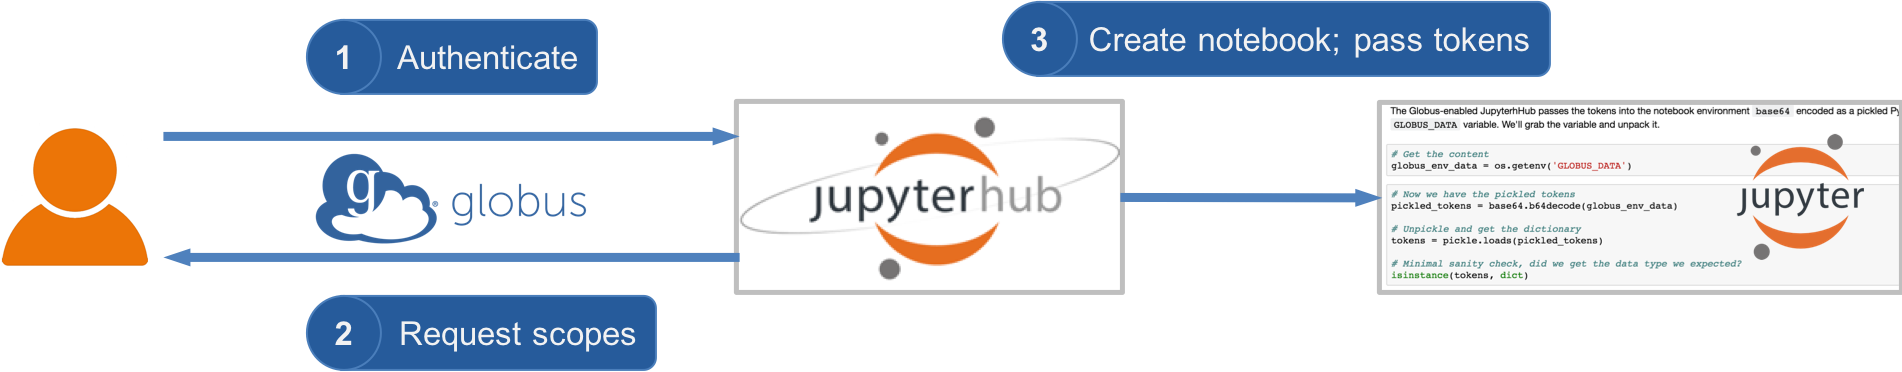 1 Authenticate
3 Create notebook; pass tokens
g globus
®
jupyterhub
2 Request scopes
The Globus-enabled JupyterhHub passes the tokens into the notebook environment base64 encoded as a pickled
GLOBUS_DATA variable. We'll grab the variable and unpack it.
# Get the content
globus_env_data = os.getenv('GLOBUS_DATA')
# Now we have the pickled tokens
pickled_tokens = base64.b64decode(globus_env_data)
# Unpickle and get the dictionary
tokens = pickle.loads(pickled_tokens)
# Minimal sanity check, did we get the data type we expected?
isinstance(tokens, dict)
jupyter